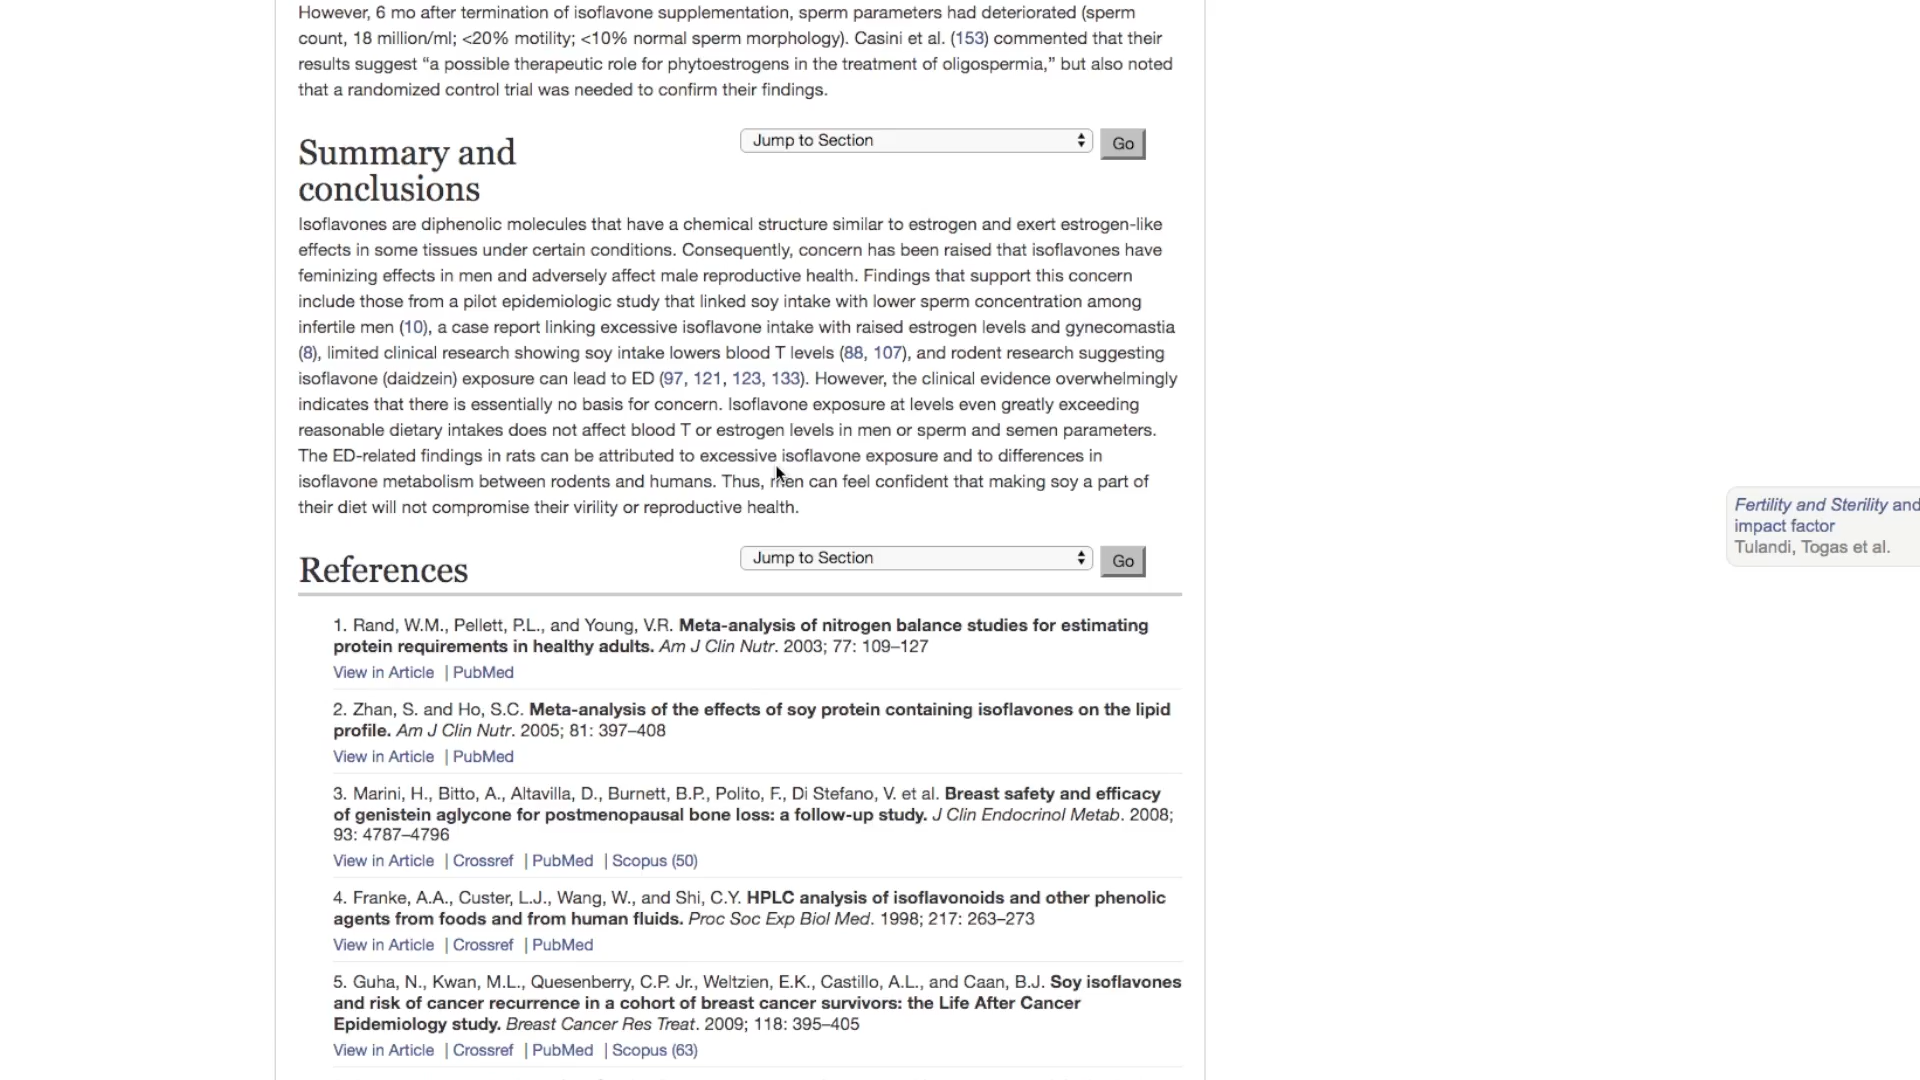 However, 6 mo after termination of isoflavone supplementation, sperm parameters had deteriorated (sperm
count, 18 million/ml; <20% motility; <10% normal sperm morphology). Casini et al. (153) commented that their
results suggest “a possible therapeutic role for phytoestrogens in the treatment of oligospermia,” but also noted
that a randomized control trial was needed to confirm their findings.
Summary and
conclusions
Jump to Section
Go
Isoflavones are diphenolic molecules that have a chemical structure similar to estrogen and exert estrogen-like
effects in some tissues under certain conditions. Consequently, concern has been raised that isoflavones have
feminizing effects in men and adversely affect male reproductive health. Findings that support this concern
include those from a pilot epidemiologic study that linked soy intake with lower sperm concentration among
infertile men (10), a case report linking excessive isoflavone intake with raised estrogen levels and gynecomastia
(8), limited clinical research showing soy intake lowers blood T levels (88, 107), and rodent research suggesting
isoflavone (daidzein) exposure can lead to ED (97, 121, 123, 133). However, the clinical evidence overwhelmingly
indicates that there is essentially no basis for concern. Isoflavone exposure at levels even greatly exceeding
reasonable dietary intakes does not affect blood T or estrogen levels in men or sperm and semen parameters.
The ED-related findings in rats can be attributed to excessive isoflavone exposure and to differences in
isoflavone metabolism between rodents and humans. Thus, men can feel confident that making soy a part of
their diet will not compromise their virility or reproductive health.
Fertility and Sterility and
impact factor
Tulandi, Togas et al.
References
Jump to Section
Go
1. Rand, W.M., Pellett, P.L., and Young, V.R. Meta-analysis of nitrogen balance studies for estimating
protein requirements in healthy adults. Am J Clin Nutr. 2003; 77: 109–127
View in Article | PubMed
2. Zhan, S. and Ho, S.C. Meta-analysis of the effects of soy protein containing isoflavones on the lipid
profile. Am J Clin Nutr. 2005; 81: 397–408
View in Article | PubMed
3. Marini, H., Bitto, A., Altavilla, D., Burnett, B.P., Polito, F., Di Stefano, V. et al. Breast safety and efficacy
of genistein aglycone for postmenopausal bone loss: a follow-up study. J Clin Endocrinol Metab. 2008;
93: 4787–4796
View in Article | Crossref | PubMed | Scopus (50)
4. Franke, A.A., Custer, L.J., Wang, W., and Shi, C.Y. HPLC analysis of isoflavonoids and other phenolic
agents from foods and from human fluids. Proc Soc Exp Biol Med. 1998; 217: 263–273
View in Article | Crossref | PubMed
5. Guha, N., Kwan, M.L., Quesenberry, C.P. Jr., Weltzien, E.K., Castillo, A.L., and Caan, B.J. Soy isoflavones
and risk of cancer recurrence in a cohort of breast cancer survivors: the Life After Cancer
Epidemiology study. Breast Cancer Res Treat. 2009; 118: 395–405
View in Article | Crossref | PubMed | Scopus (63)